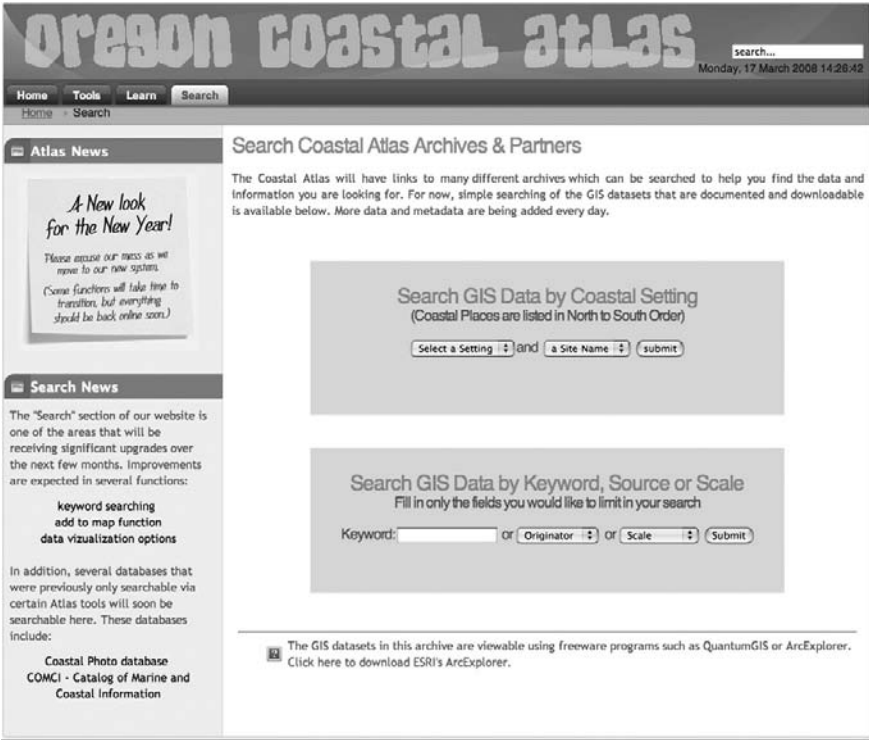 oregon coastal atlas
search...
Monday, 17 March 2008 14:26:42
Home Tools Learn Search
Home Search
Atlas News
A New look
for the New Year!
Please excuse our mess as we
move to our new system.
(Some functions will take time to
transition, but everything
should be back online soon.)
Search News
The "Search" section of our website is
one of the areas that will be
receiving significant upgrades over
the next few months. Improvements
are expected in several functions:
keyword searching
add to map function
data vizualization options
In addition, several databases that
were previously only searchable via
certain Atlas tools will soon be
searchable here. These databases
include:
Coastal Photo database
COMCI - Catalog of Marine and
Coastal Information
Search Coastal Atlas Archives & Partners
The Coastal Atlas will have links to many different archives which can be searched to help you find the data and
information you are looking for. For now, simple searching of the GIS datasets that are documented and downloadable
is available below. More data and metadata are being added every day.
Search GIS Data by Coastal Setting
(Coastal Places are listed in North to South Order)
Select a Setting and a Site Name submit
Search GIS Data by Keyword, Source or Scale
Fill in only the fields you would like to limit in your search
Keyword: or Originator or Scale Submit
The GIS datasets in this archive are viewable using freeware programs such as QuantumGIS or ArcExplorer.
Click here to download ESRI's ArcExplorer.